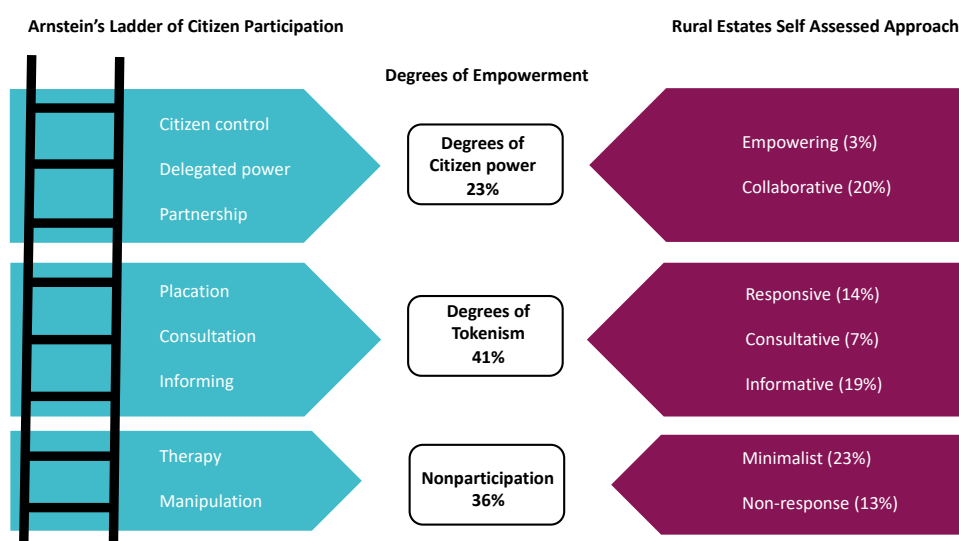 Arnstein's Ladder of Citizen Participation
Rural Estates Self Assessed Approach
Degrees of Empowerment
Citizen control
Delegated power
Partnership
Degrees of
Citizen power
23%
Empowering (3%)
Collaborative (20%)
Placation
Consultation
Informing
Degrees of
Tokenism
41%
Responsive (14%)
Consultative (7%)
Informative (19%)
Therapy
Manipulation
Nonparticipation
36%
Minimalist (23%)
Non-response (13%)